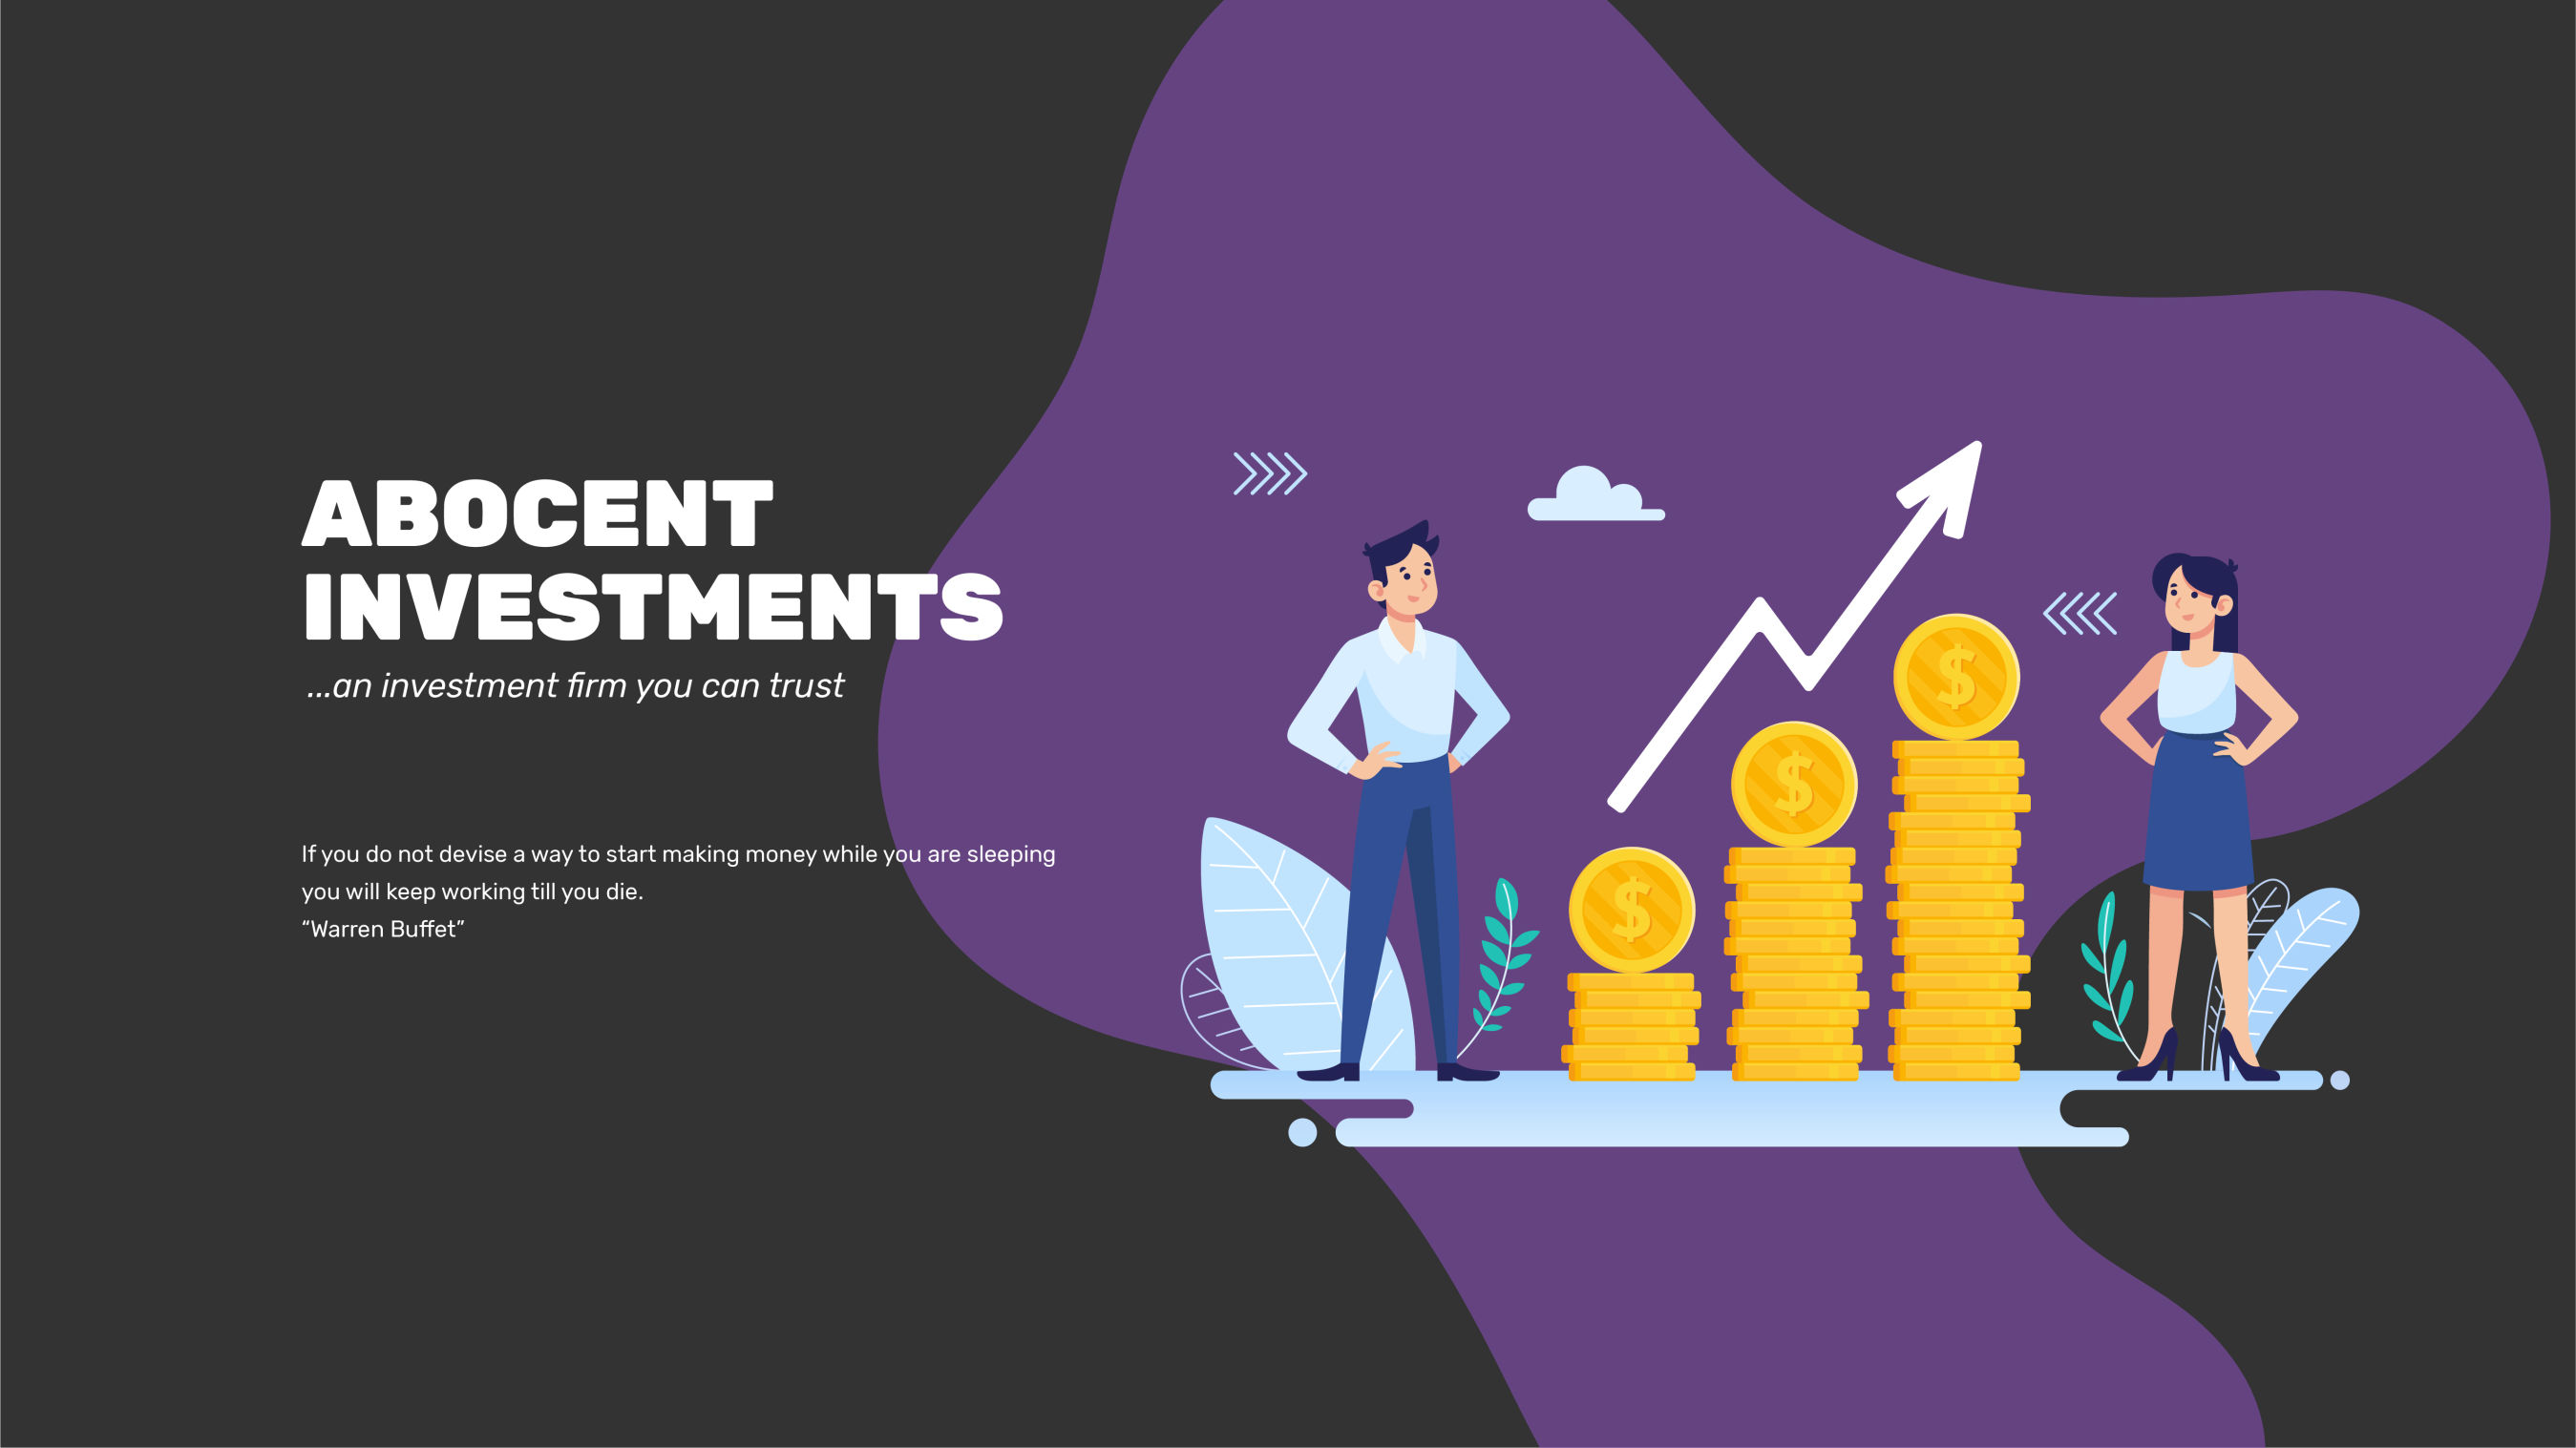 ABOCENT
INVESTMENTS
...an investment firm you can trust
If you do not devise a way to start making money while you are sleeping
you will keep working till you die.
“Warren Buffet”
$
$
$